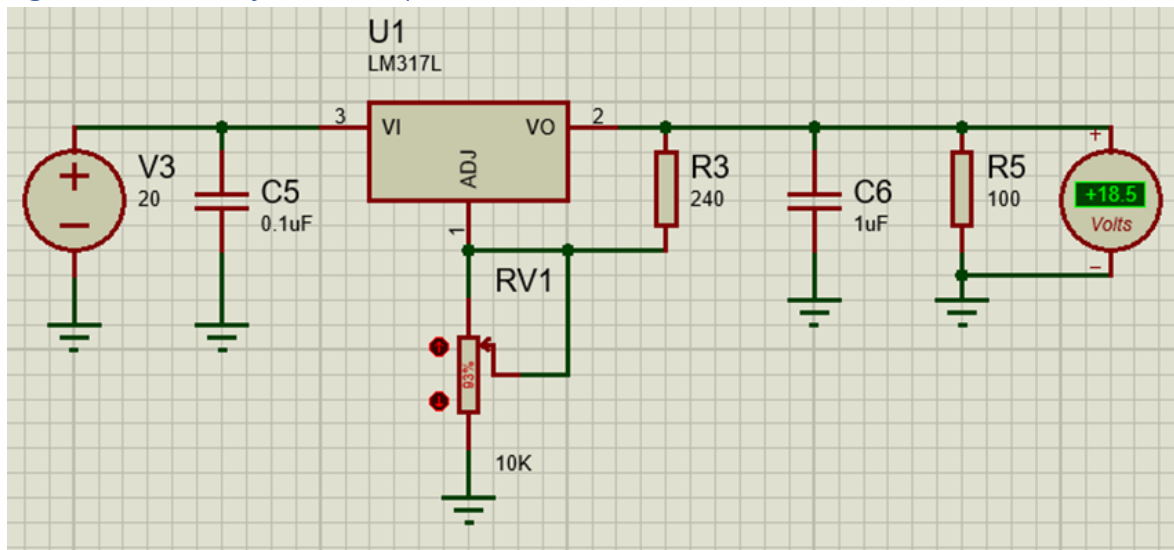 U1
LM317L
3
VI
VO
2
ADJ
1
V3
20
C5
0.1uF
R3
240
C6
1uF
R5
100
+
+18.5
Volts
-
RV1
93%
10K